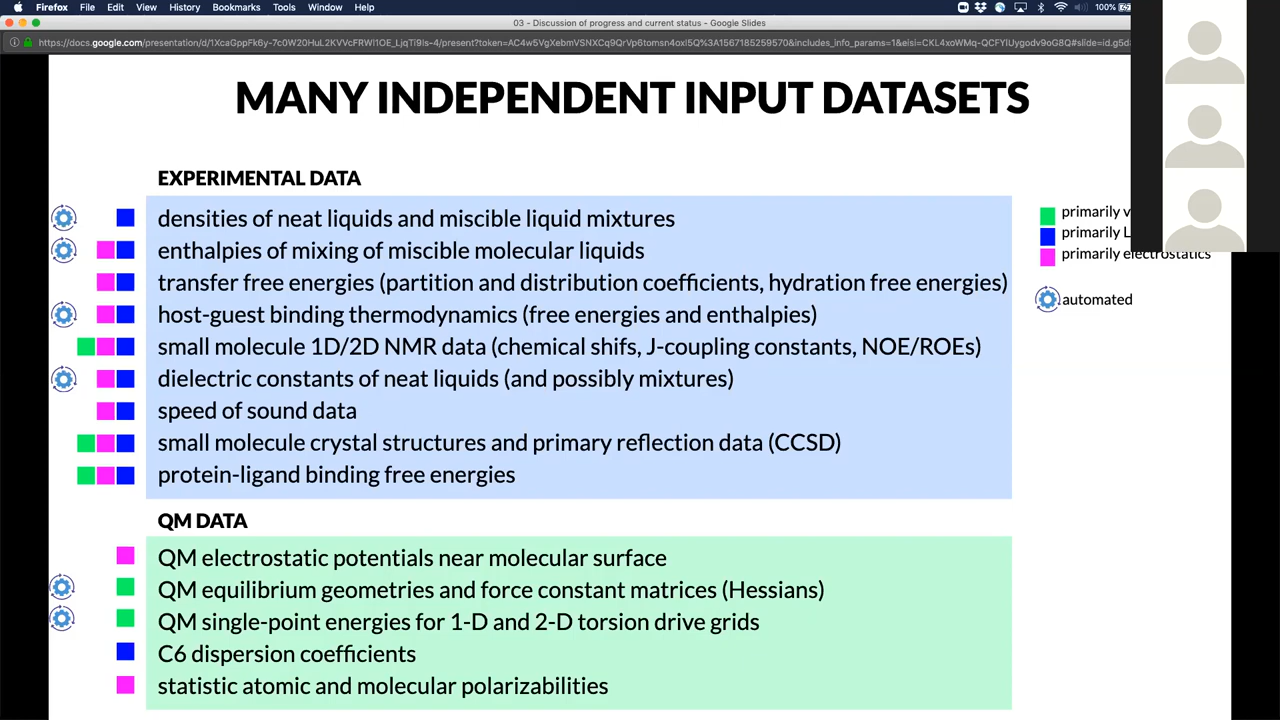 Firefox File Edit View History Bookmarks Tools Window Help 100%
03 - Discussion of progress and current status - Google Slides
MANY INDEPENDENT INPUT DATASETS
EXPERIMENTAL DATA
densities of neat liquids and miscible liquid mixtures
enthalpies of mixing of miscible molecular liquids
transfer free energies (partition and distribution coefficients, hydration free energies)
host-guest binding thermodynamics (free energies and enthalpies)
small molecule 1D/2D NMR data (chemical shifs, J-coupling constants, NOE/ROEs)
dielectric constants of neat liquids (and possibly mixtures)
speed of sound data
small molecule crystal structures and primary reflection data (CCSD)
protein-ligand binding free energies
primarily v
primarily L
primarily electrostatics
automated
QM DATA
QM electrostatic potentials near molecular surface
QM equilibrium geometries and force constant matrices (Hessians)
QM single-point energies for 1-D and 2-D torsion drive grids
C6 dispersion coefficients
statistic atomic and molecular polarizabilities